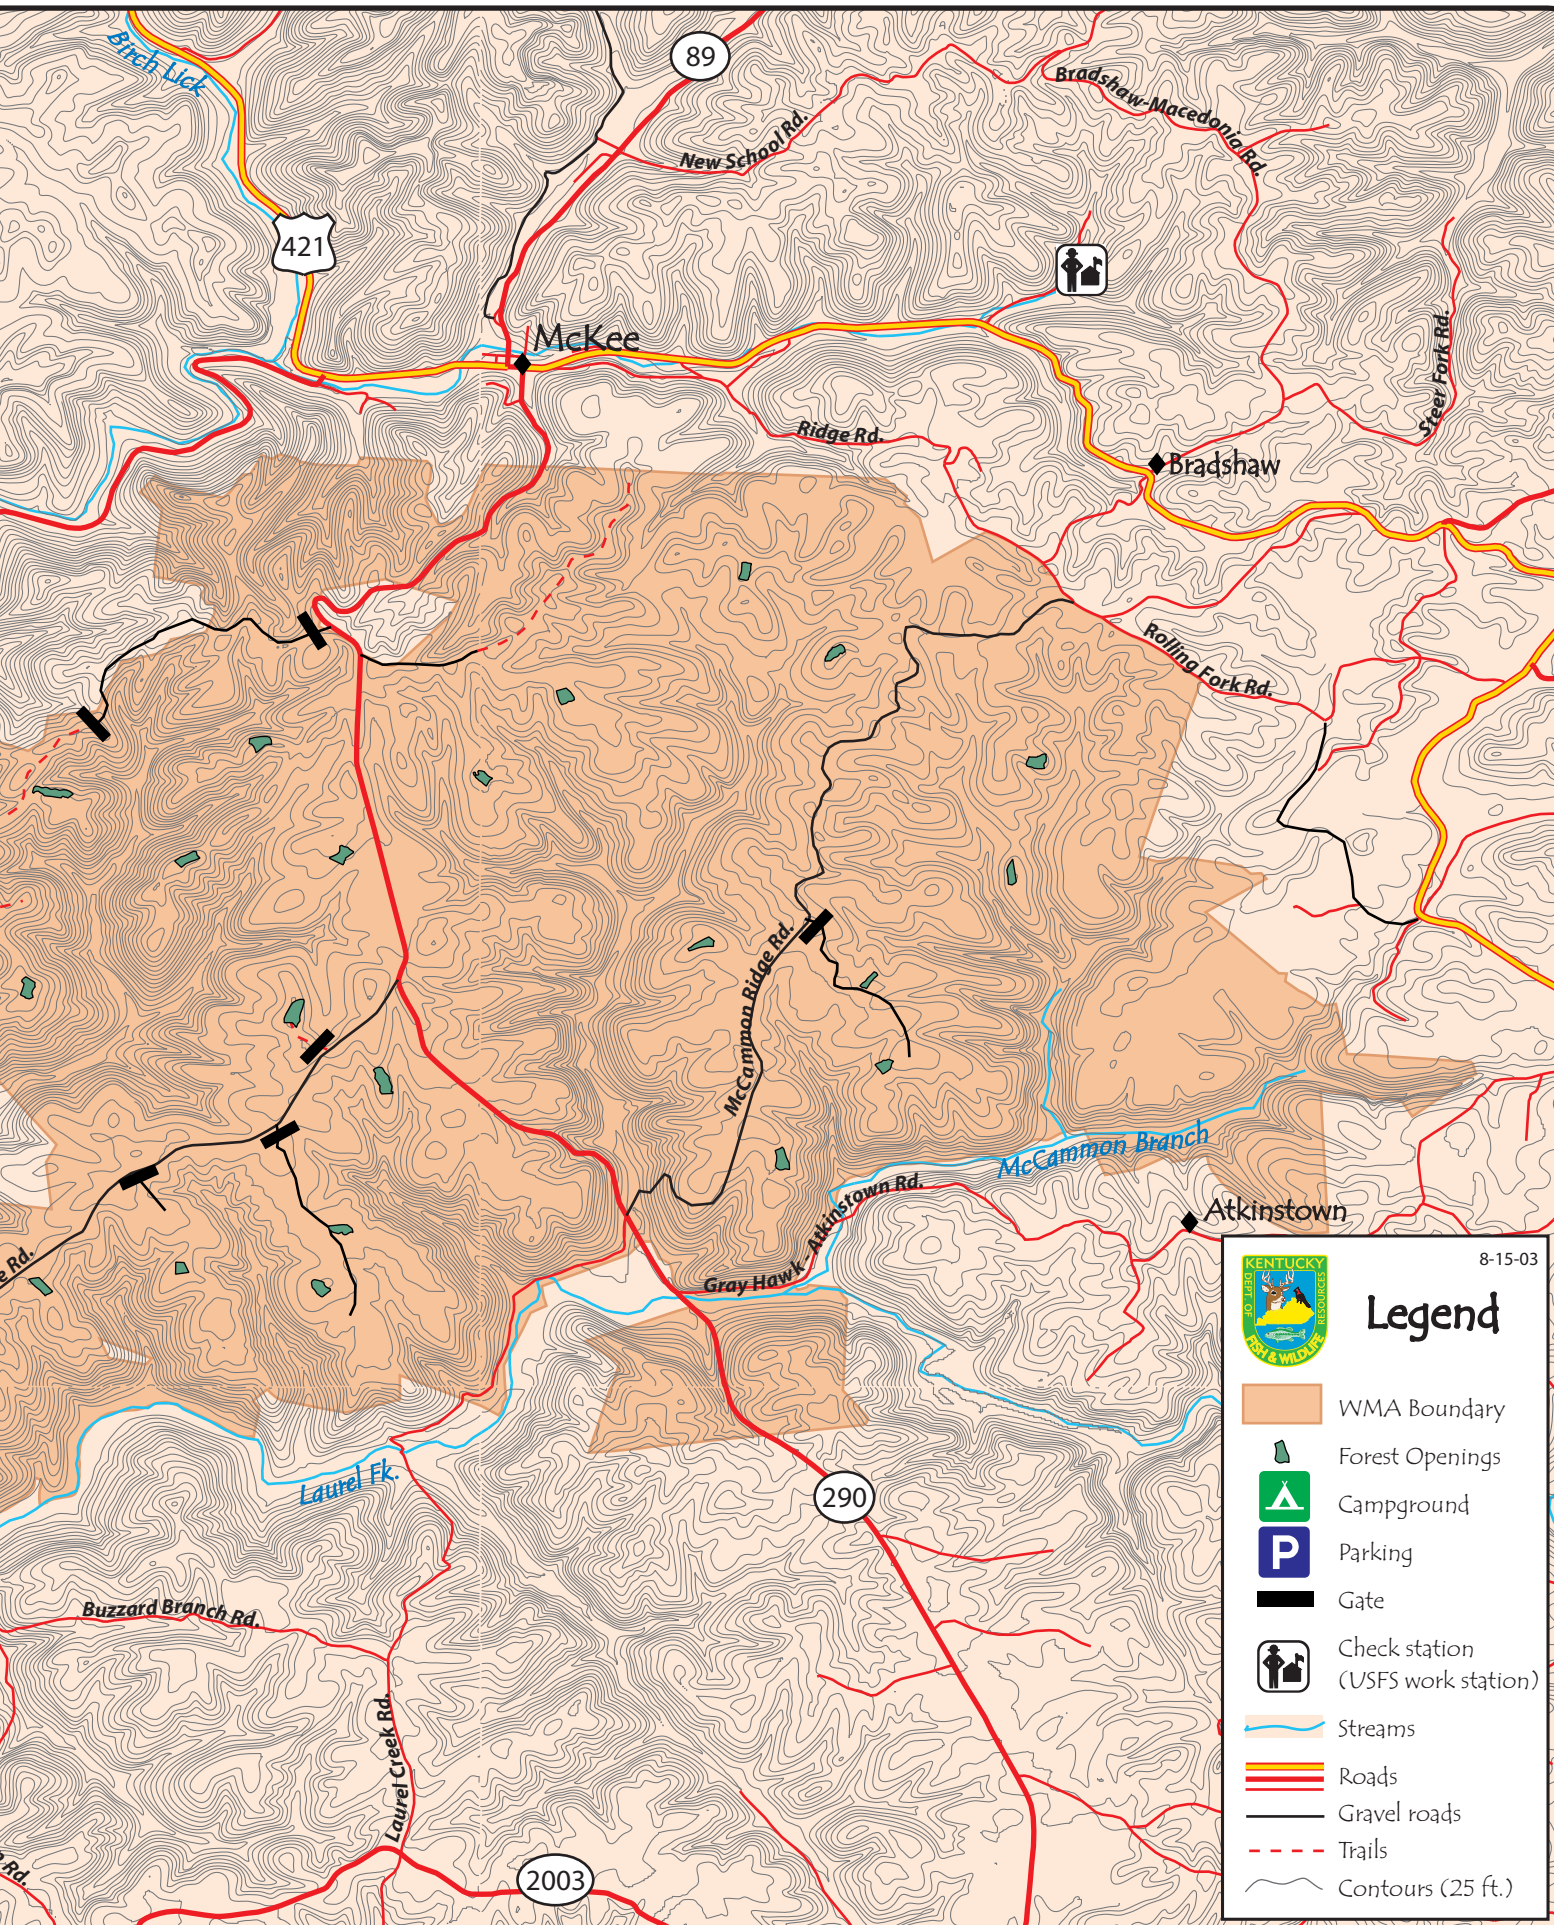 Birch Lick
89
New School Rd.
Bradshaw-Macedonia Rd.
421
McKee
Steer Fork Rd.
Ridge Rd.
Bradshaw
Rolling Fork Rd.
McCammon Ridge Rd.
McCammon Branch
Gray Hawk - Atkinstown Rd.
Atkinstown
Rd.
Laurel Fk.
290
Buzzard Branch Rd.
Laurel Creek Rd.
2003
Rd.
8-15-03
KENTUCKY
DEPT. OF
RESOURCES
FISH & WILDLIFE
Legend
WMA Boundary
Forest Openings
Campground
P
Parking
Gate
Check station
(USFS work station)
Streams
Roads
Gravel roads
Trails
Contours (25 ft.)